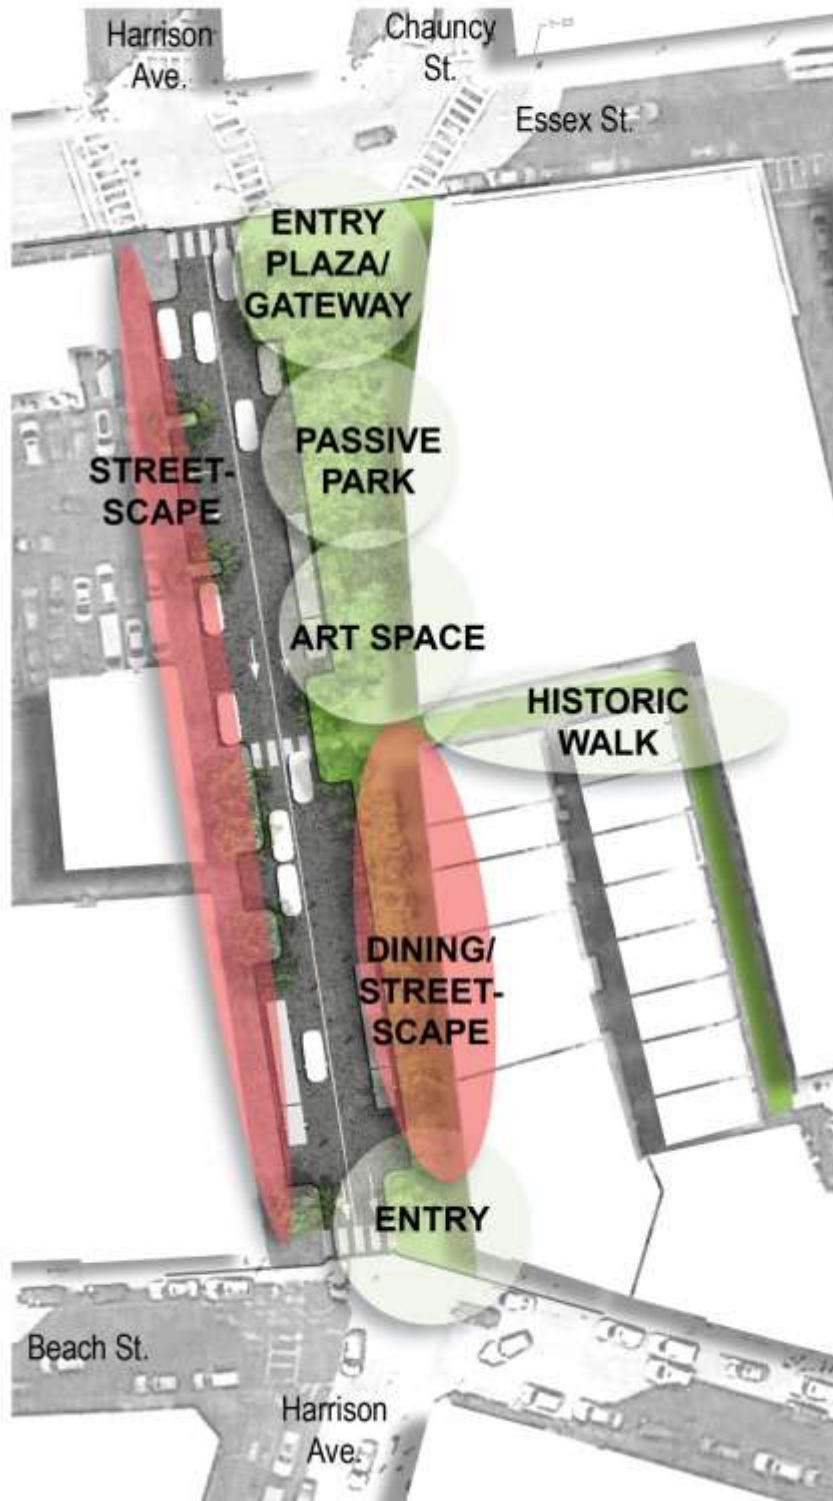 Harrison
Ave.
Chauncy
St.
Essex St.
ENTRY
PLAZA/
GATEWAY
PASSIVE
PARK
STREET-
SCAPE
ART SPACE
HISTORIC
WALK
DINING/
STREET-
SCAPE
ENTRY
Beach St.
Harrison
Ave.